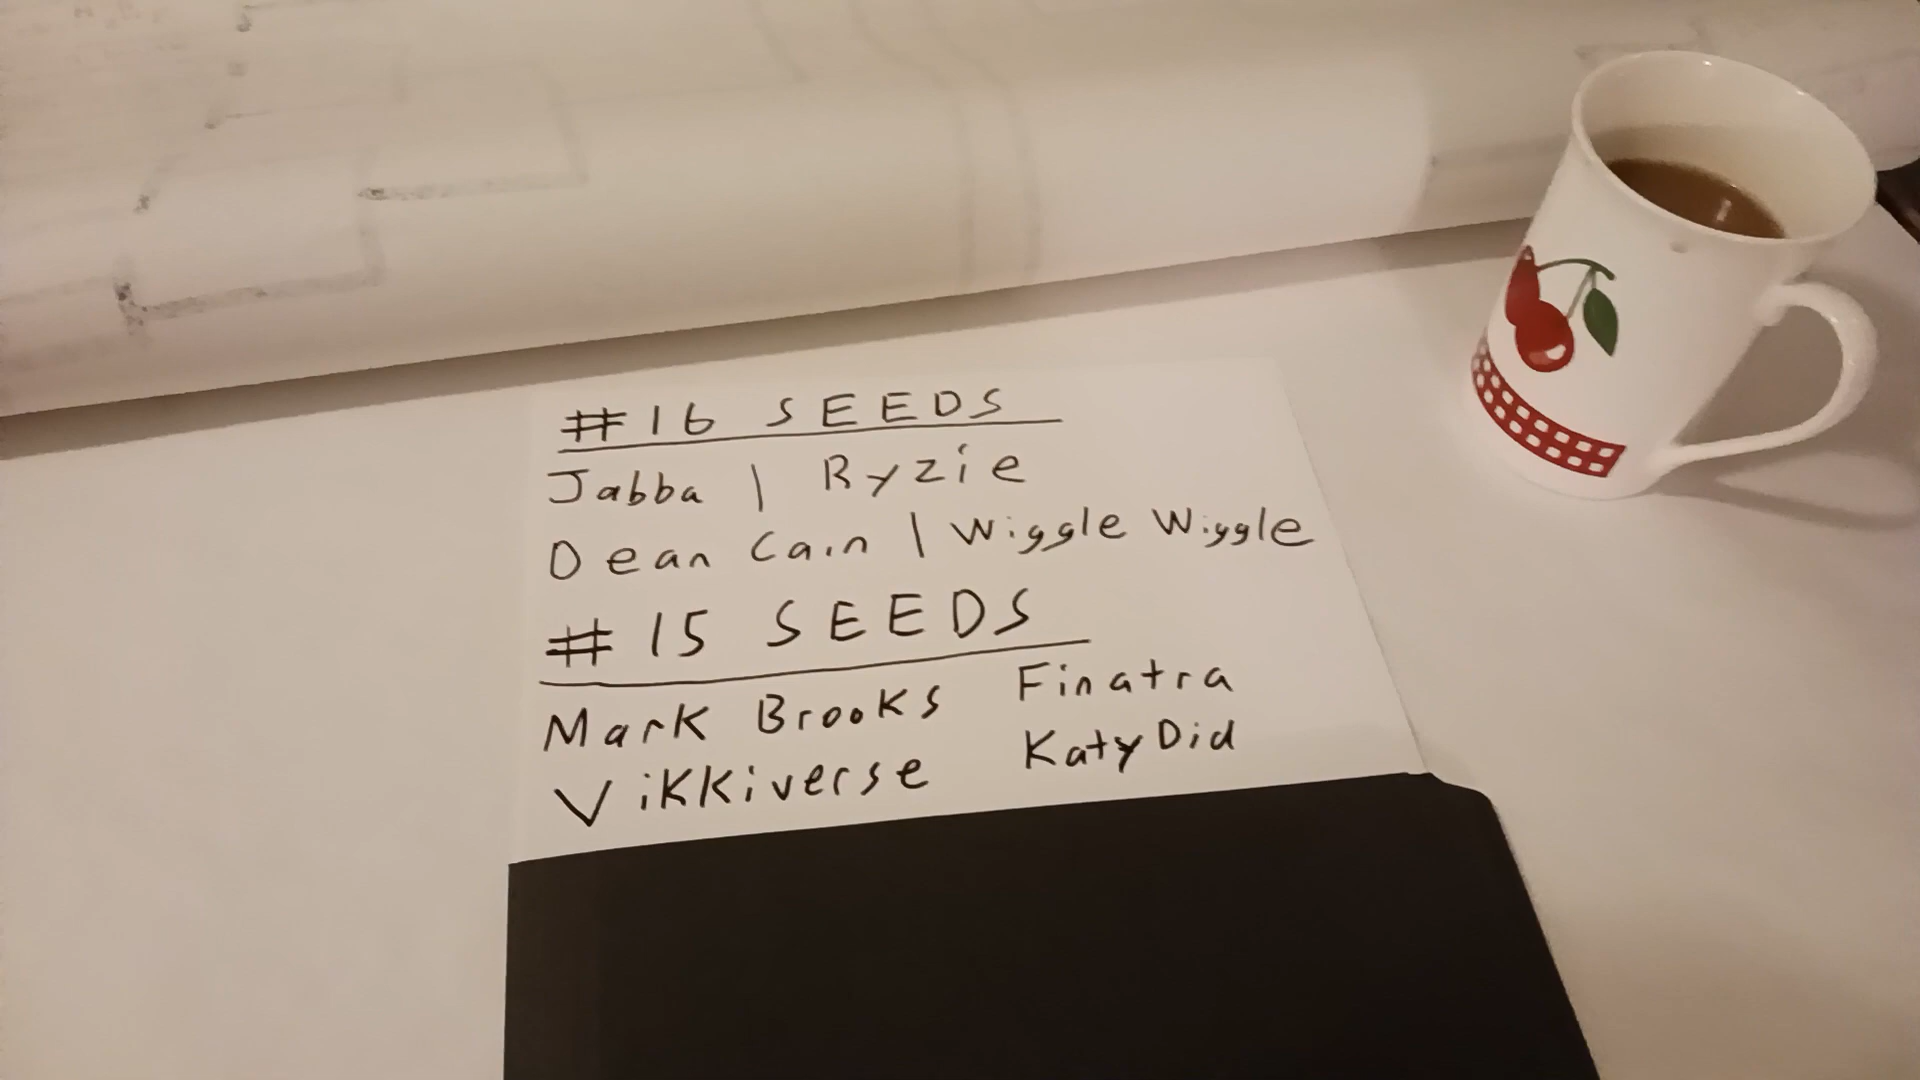 #16 SEEDS
Jabba | Ryzie
Dean Cain | Wiggle Wiggle
#15 SEEDS
Mark Brooks Finatra
Vikkiverse KatyDid